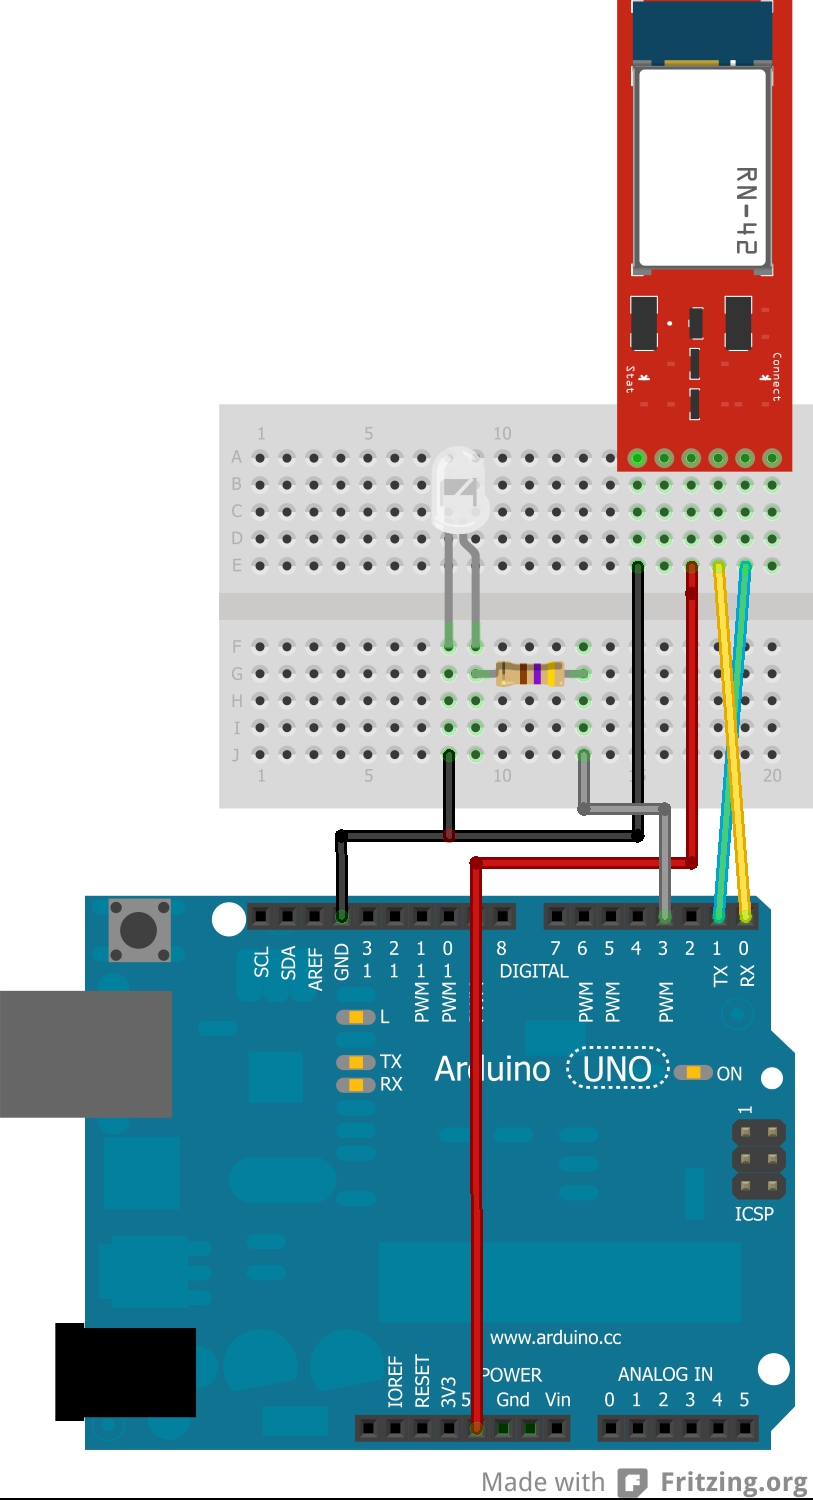 RN-42
Stat
Connect
1 5 10
A
B
C
D
E
F
G
H
I
J
1 5 10 20
SCL
SDA
AREF
GND
13
12
PWM 11
PWM 10
8
7
PWM 6
PWM 5
4
PWM 3
2
TX 1
RX 0
DIGITAL
L
TX
RX
Arduino UNO
ON
1
ICSP
www.arduino.cc
POWER
ANALOG IN
IOREF
RESET
3V3
5
Gnd
Vin
0 1 2 3 4 5
Made with Fritzing.org